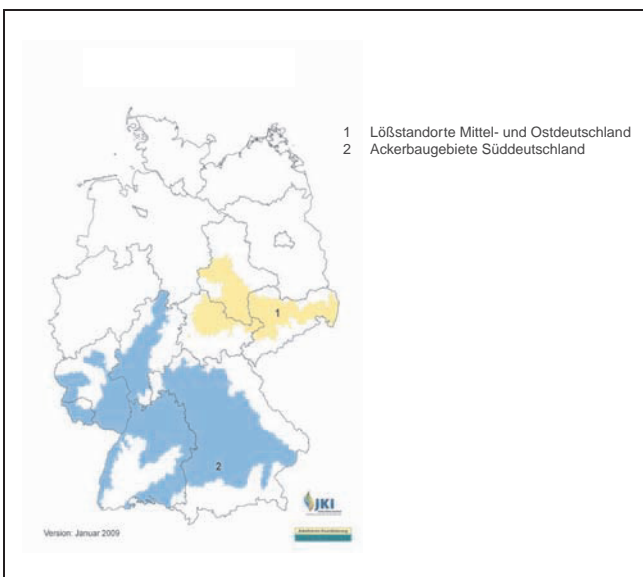 1 Lößstandorte Mittel- und Ostdeutschland
2 Ackerbaugebiete Süddeutschland
1
2
JKI
Version: Januar 2009